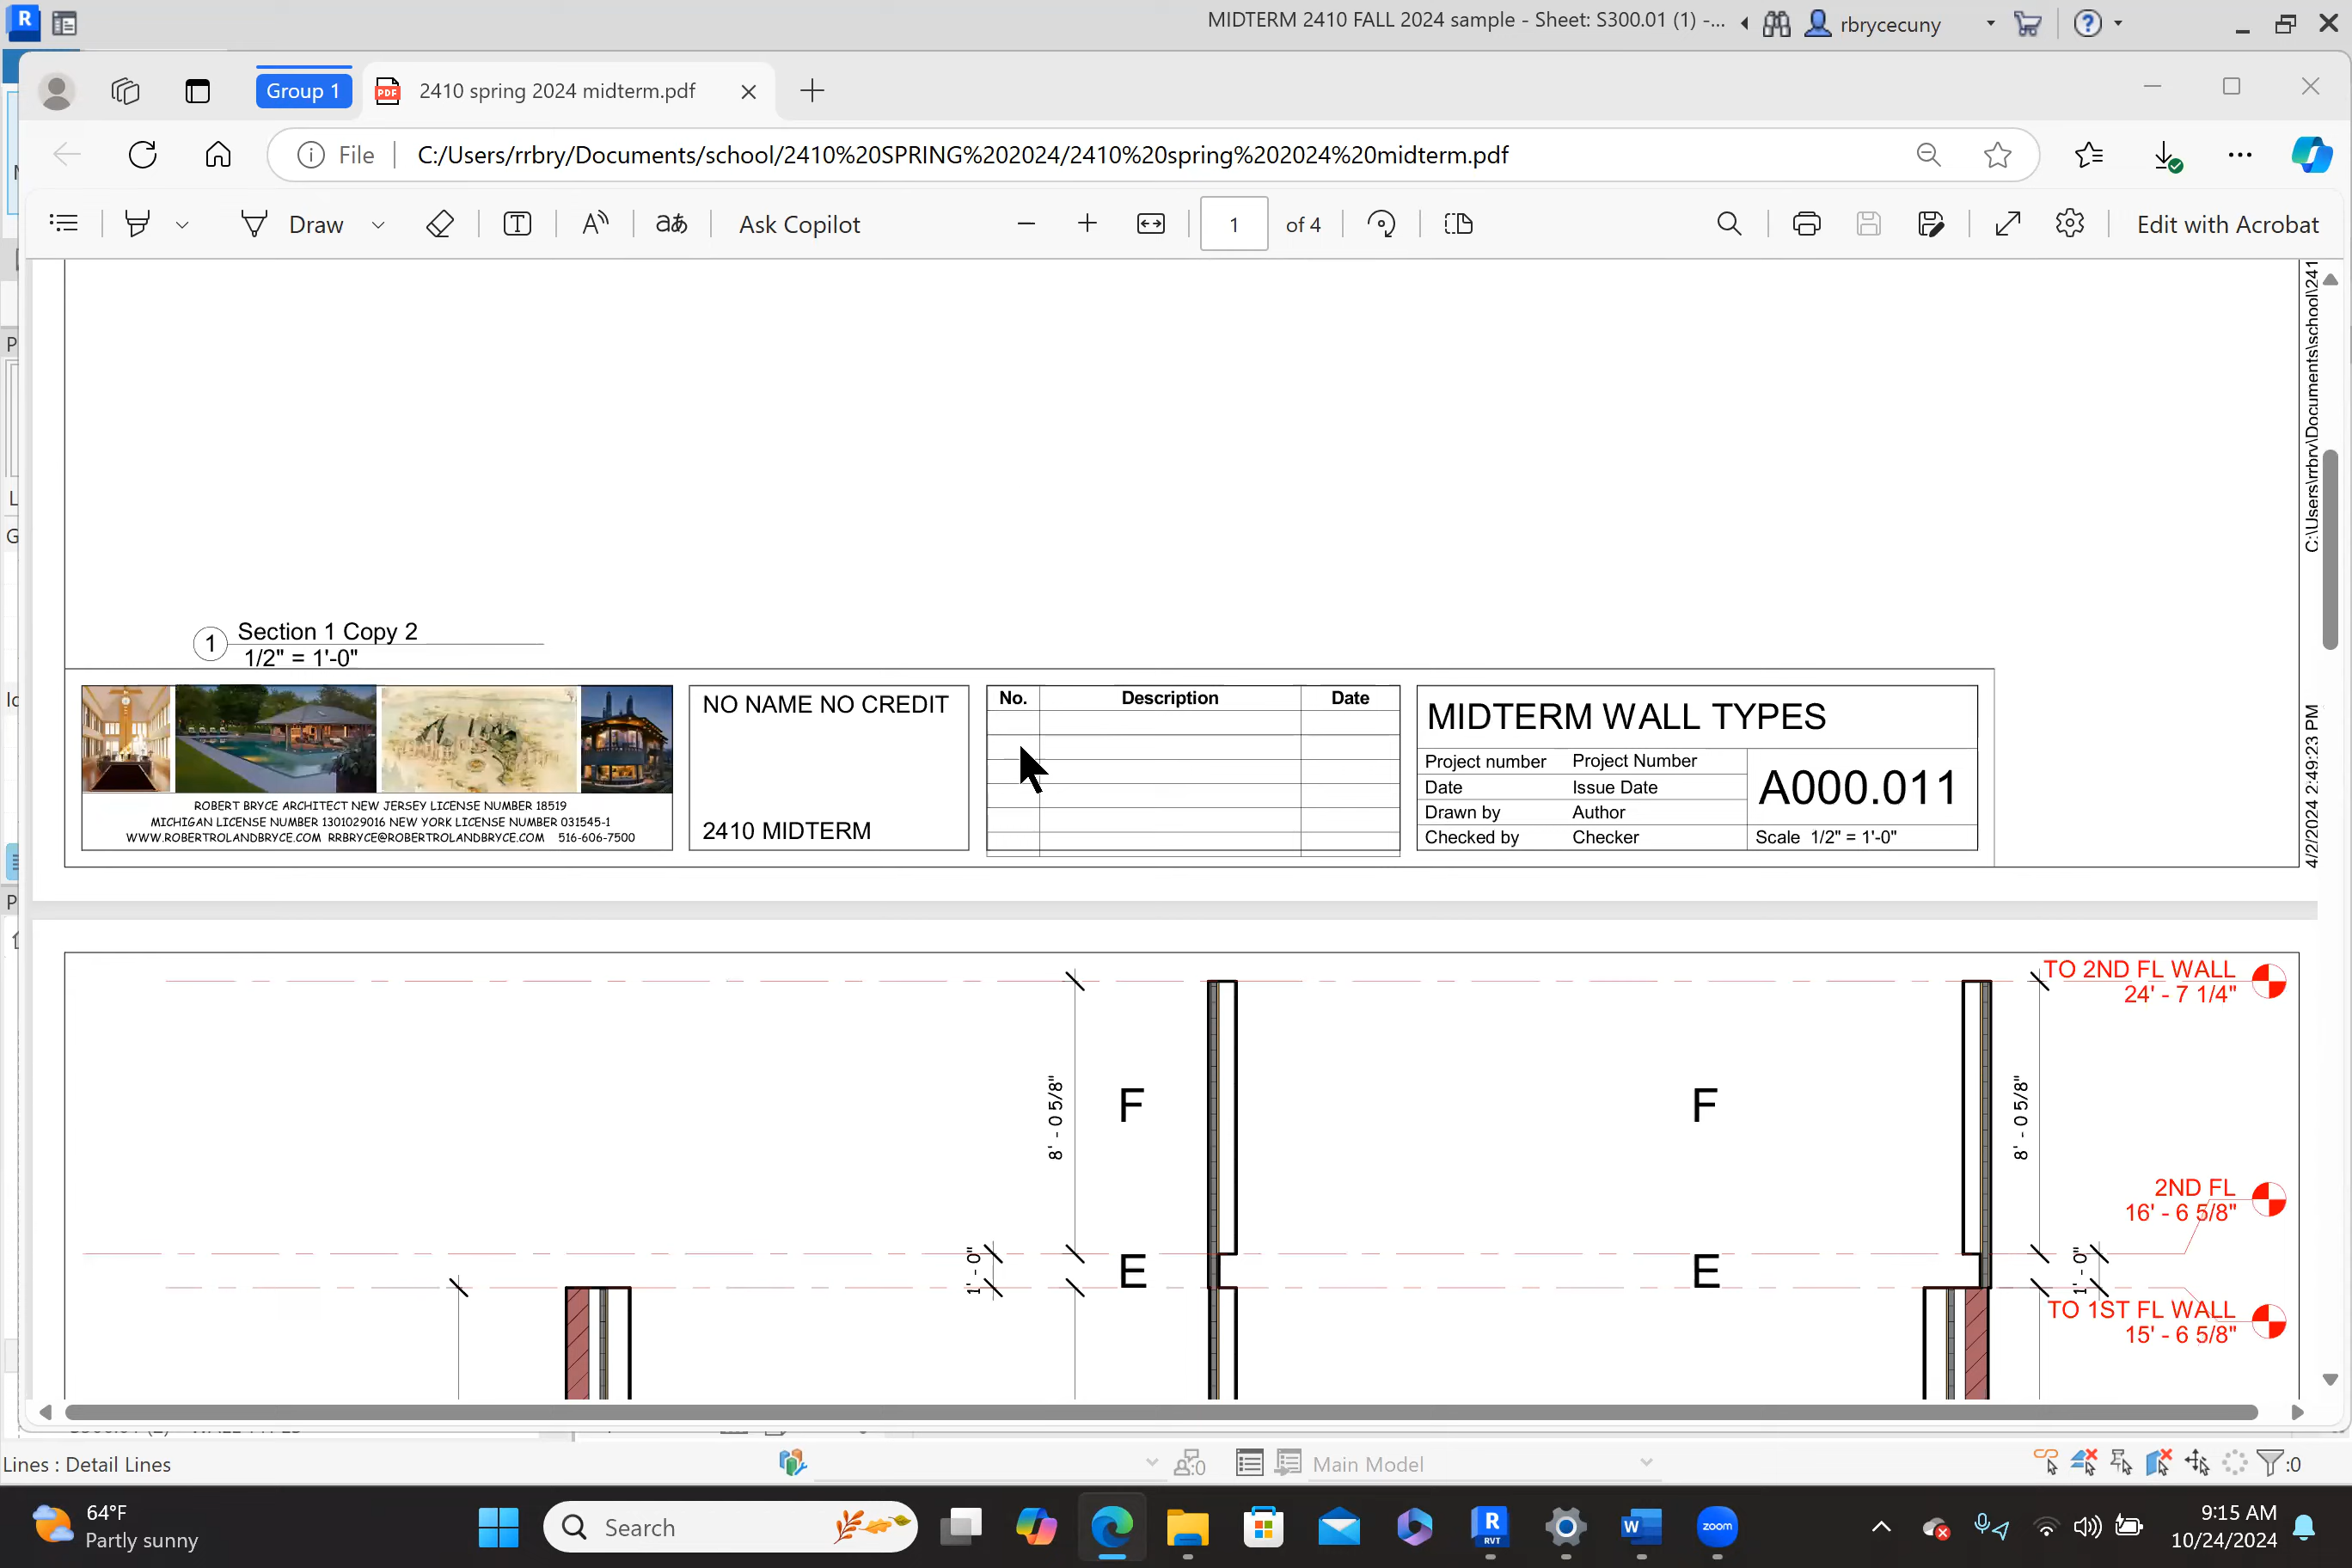 MIDTERM 2410 FALL 2024 sample - Sheet: S300.01 (1) -...
rbrycecuny
Group 1
2410 spring 2024 midterm.pdf
File
C:/Users/rrbry/Documents/school/2410%20SPRING%202024/2410%20spring%202024%20midterm.pdf
Draw
Ask Copilot
1
of 4
Edit with Acrobat
C:\Users\rrbry\Documents\school\241
4/2/2024 2:49:23 PM
1
Section 1 Copy 2
1/2" = 1'-0"
ROBERT BRYCE ARCHITECT NEW JERSEY LICENSE NUMBER 18519
MICHIGAN LICENSE NUMBER 1301029016 NEW YORK LICENSE NUMBER 031545-1
WWW.ROBERTROLANDBRYCE.COM RRBRYCE@ROBERTROLANDBRYCE.COM 516-606-7500
NO NAME NO CREDIT
2410 MIDTERM
No. Description Date
MIDTERM WALL TYPES
Project number Project Number
Date Issue Date
Drawn by Author
Checked by Checker
A000.011
Scale 1/2" = 1'-0"
TO 2ND FL WALL
24' - 7 1/4"
8' - 0 5/8"
F
F
8' - 0 5/8"
2ND FL
16' - 6 5/8"
1' - 0"
E
E
1' - 0"
TO 1ST FL WALL
15' - 6 5/8"
Lines : Detail Lines
:0
Main Model
:0
64°F
Partly sunny
Search
zoom
9:15 AM
10/24/2024